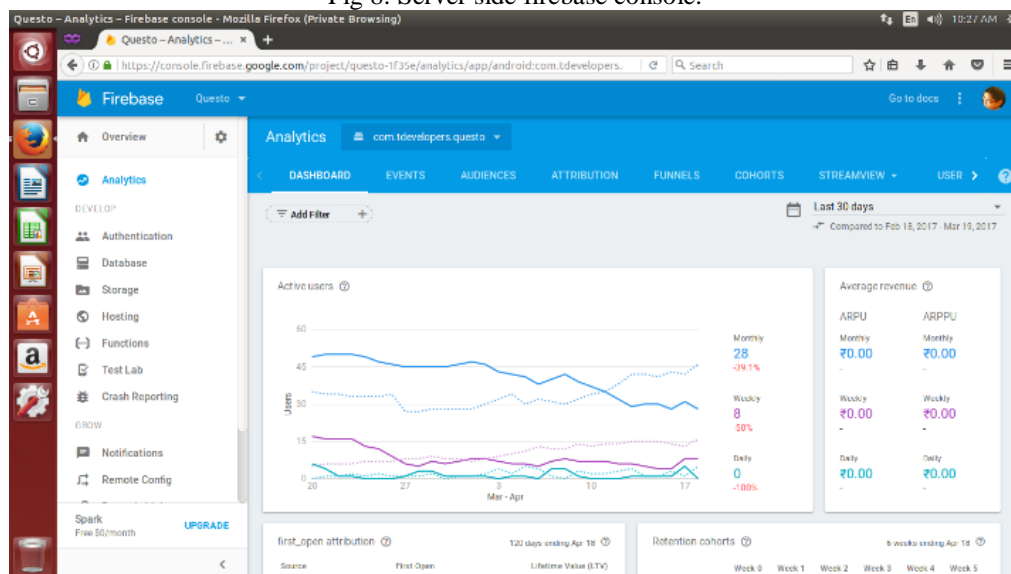 Fig 8. Server side firebase console.
Questo – Analytics – Firebase console - Mozilla Firefox (Private Browsing)
En
10:27 AM
Questo – Analytics – ... ×
https://console.firebase.google.com/project/questo-1f35e/analytics/app/android:com.tdevelopers.
Search
Firebase
Questo
Go to docs
Overview
Analytics
com.tdevelopers.questo
Analytics
DASHBOARD
EVENTS
AUDIENCES
ATTRIBUTION
FUNNELS
COHORTS
STREAMVIEW
USER
DEVELOP
Authentication
Database
Storage
Hosting
Functions
Test Lab
Crash Reporting
GROW
Notifications
Remote Config
Spark
Free $0/month
UPGRADE
Add Filter +
Last 30 days
Compared to Feb 18, 2017 - Mar 19, 2017
Active users
60
45
30
15
0
Users
20
27
3
10
17
Mar - Apr
Monthly
28
-39.1%
Weekly
8
-50%
Daily
0
-100%
Average revenue
ARPU ARPPU
Monthly Monthly
₹0.00 ₹0.00
- -
Weekly Weekly
₹0.00 ₹0.00
- -
Daily Daily
₹0.00 ₹0.00
- -
first_open attribution
120 days ending Apr 18
Source First Open Lifetime Value (LTV)
Retention cohorts
6 weeks ending Apr 18
Week 0 Week 1 Week 2 Week 3 Week 4 Week 5